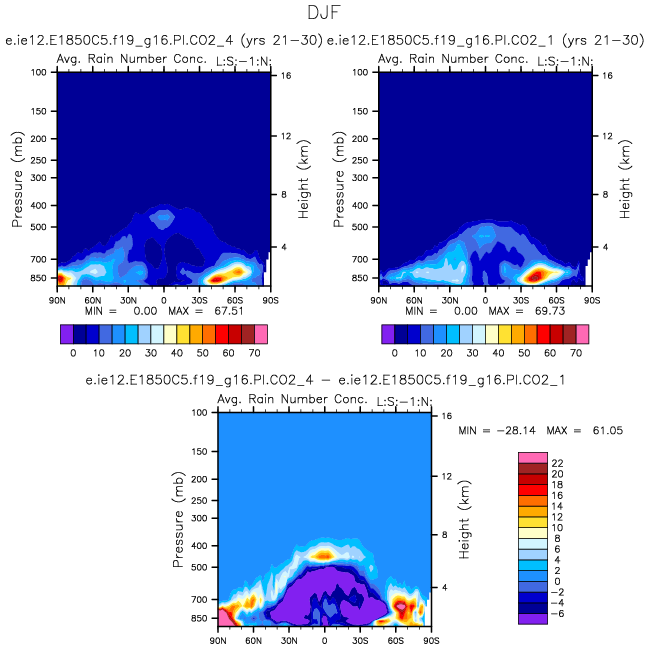 DJF
e.ie12.E1850C5.f19_g16.PI.CO2_4 (yrs 21-30) e.ie12.E1850C5.f19_g16.PI.CO2_1 (yrs 21-30)
Avg. Rain Number Conc. L:S:-1:N: Avg. Rain Number Conc. L:S:-1:N:
Pressure (mb) 100 150 200 250 300 400 500 700 850
16 12 8 4 Height (km)
Pressure (mb) 100 150 200 250 300 400 500 700 850
16 12 8 4 Height (km)
90N 60N 30N 0 30S 60S 90S 90N 60N 30N 0 30S 60S 90S
MIN = 0.00 MAX = 67.51 MIN = 0.00 MAX = 69.73
0 10 20 30 40 50 60 70 0 10 20 30 40 50 60 70
e.ie12.E1850C5.f19_g16.PI.CO2_4 - e.ie12.E1850C5.f19_g16.PI.CO2_1
Avg. Rain Number Conc. L:S:-1:N:
Pressure (mb) 100 150 200 250 300 400 500 700 850
16 12 8 4 Height (km)
90N 60N 30N 0 30S 60S 90S
MIN = -28.14 MAX = 61.05
22
20
18
16
14
12
10
8
6
4
2
0
-2
-4
-6